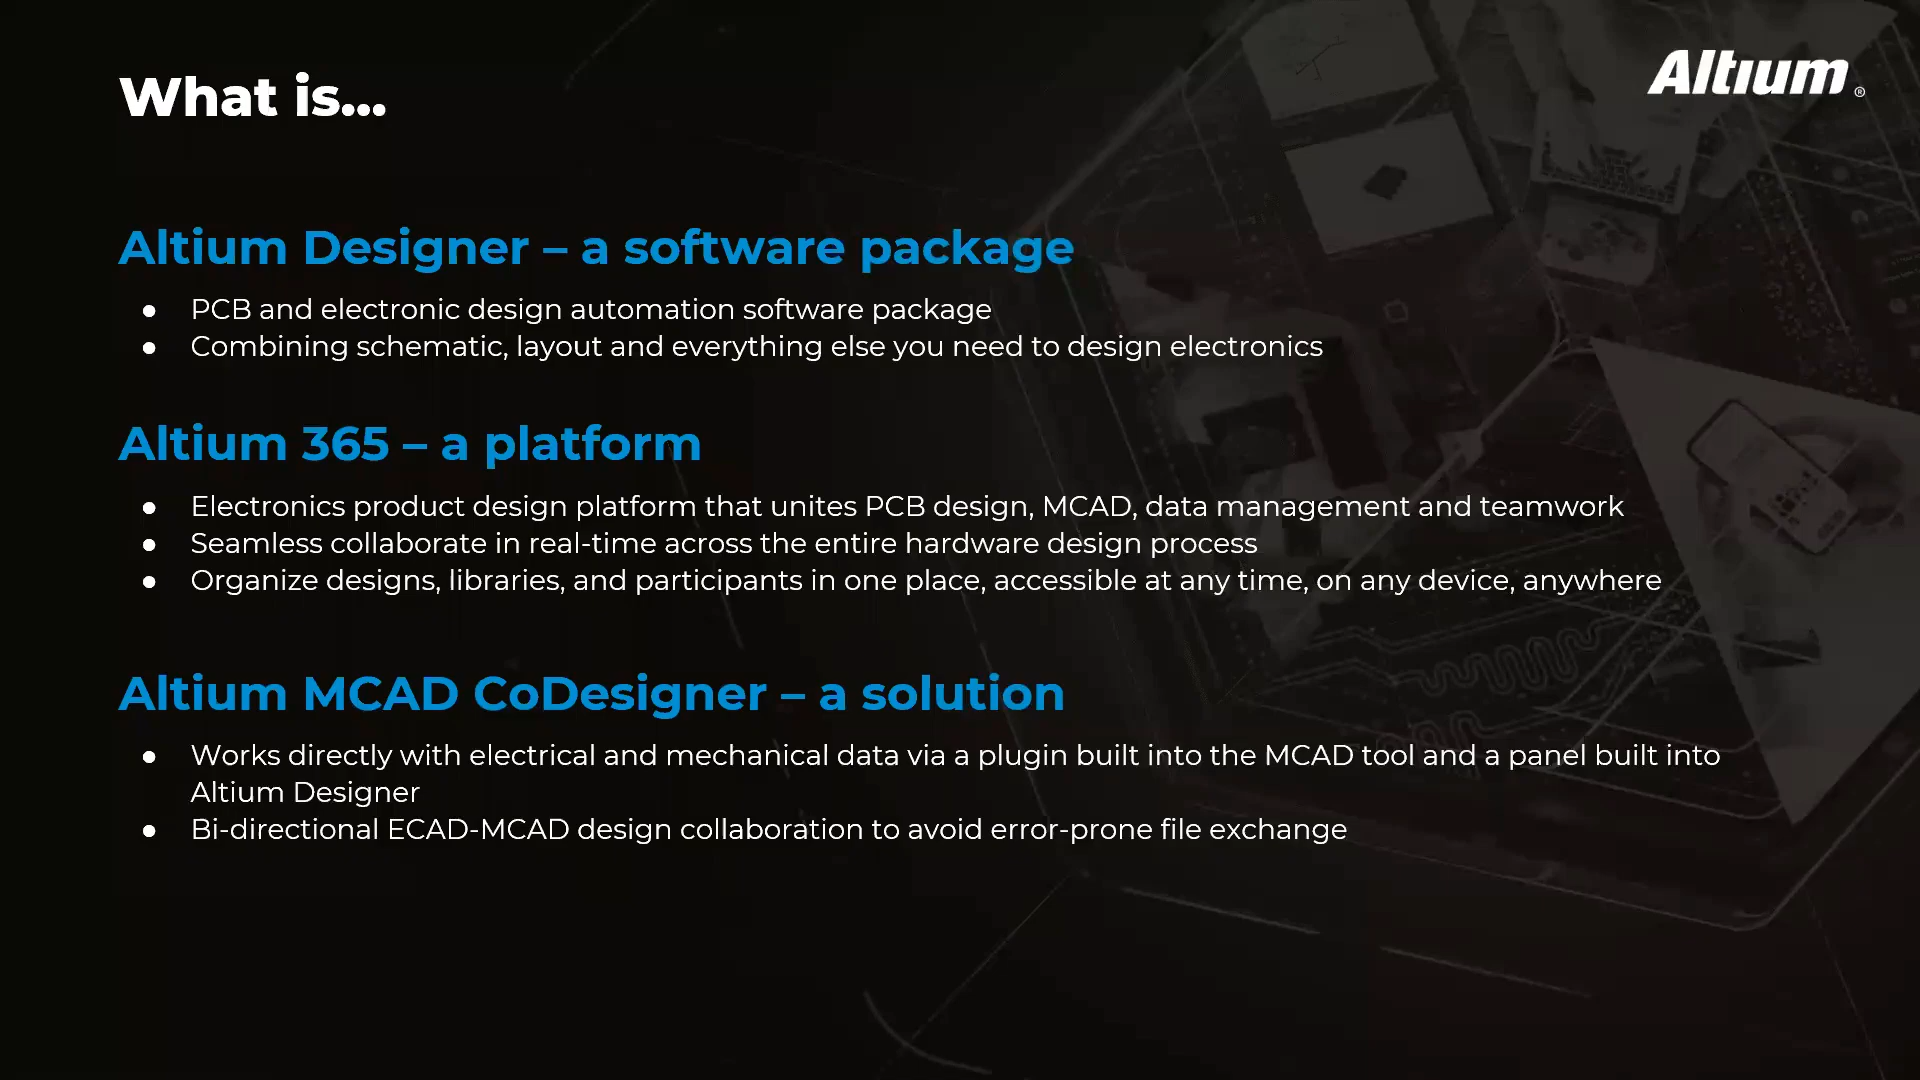 What is...
Altium®
Altium Designer – a software package
● PCB and electronic design automation software package
● Combining schematic, layout and everything else you need to design electronics
Altium 365 – a platform
● Electronics product design platform that unites PCB design, MCAD, data management and teamwork
● Seamless collaborate in real-time across the entire hardware design process
● Organize designs, libraries, and participants in one place, accessible at any time, on any device, anywhere
Altium MCAD CoDesigner – a solution
● Works directly with electrical and mechanical data via a plugin built into the MCAD tool and a panel built into
Altium Designer
● Bi-directional ECAD-MCAD design collaboration to avoid error-prone file exchange